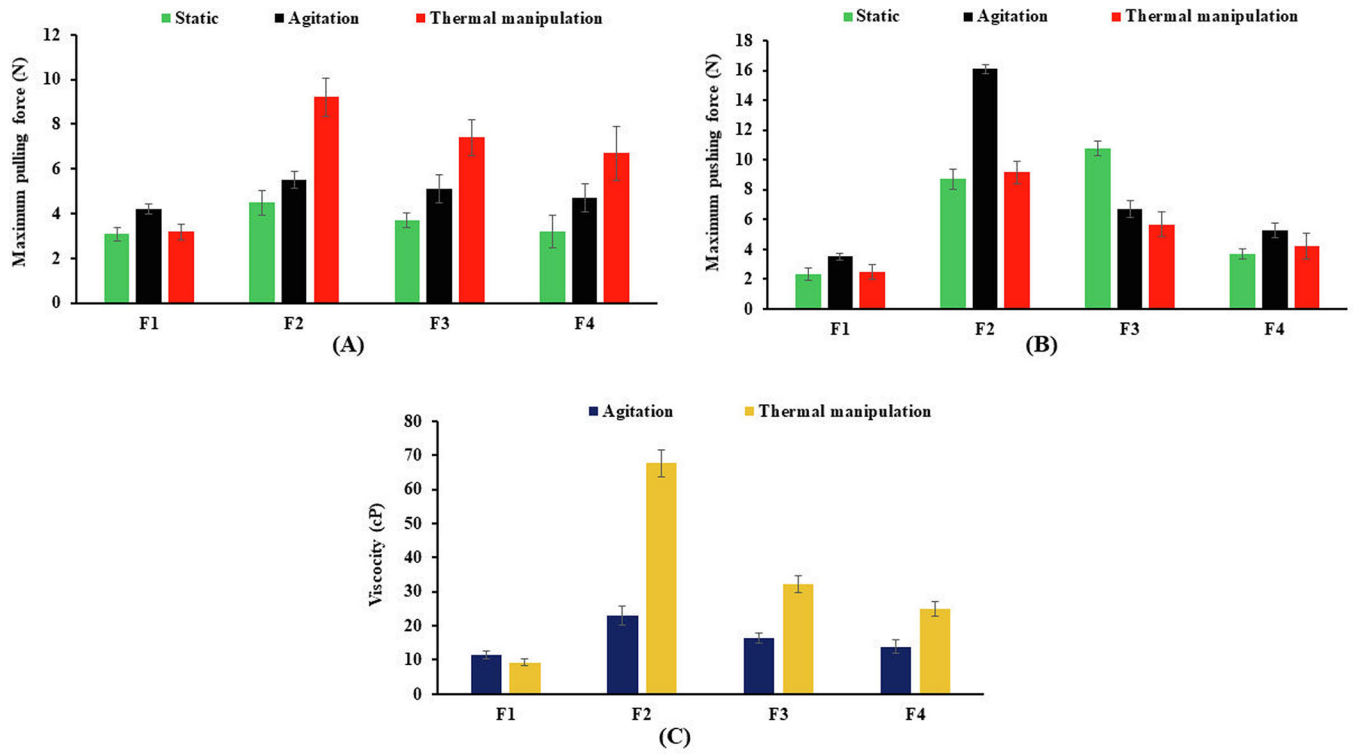 Static Agitation Thermal manipulation
12
10
8
6
4
2
0
Maximum pulling force (N)
F1 F2 F3 F4
(A)
Static Agitation Thermal manipulation
18
16
14
12
10
8
6
4
2
0
Maximum pushing force (N)
F1 F2 F3 F4
(B)
Agitation Thermal manipulation
80
70
60
50
40
30
20
10
0
Viscocity (cP)
F1 F2 F3 F4
(C)